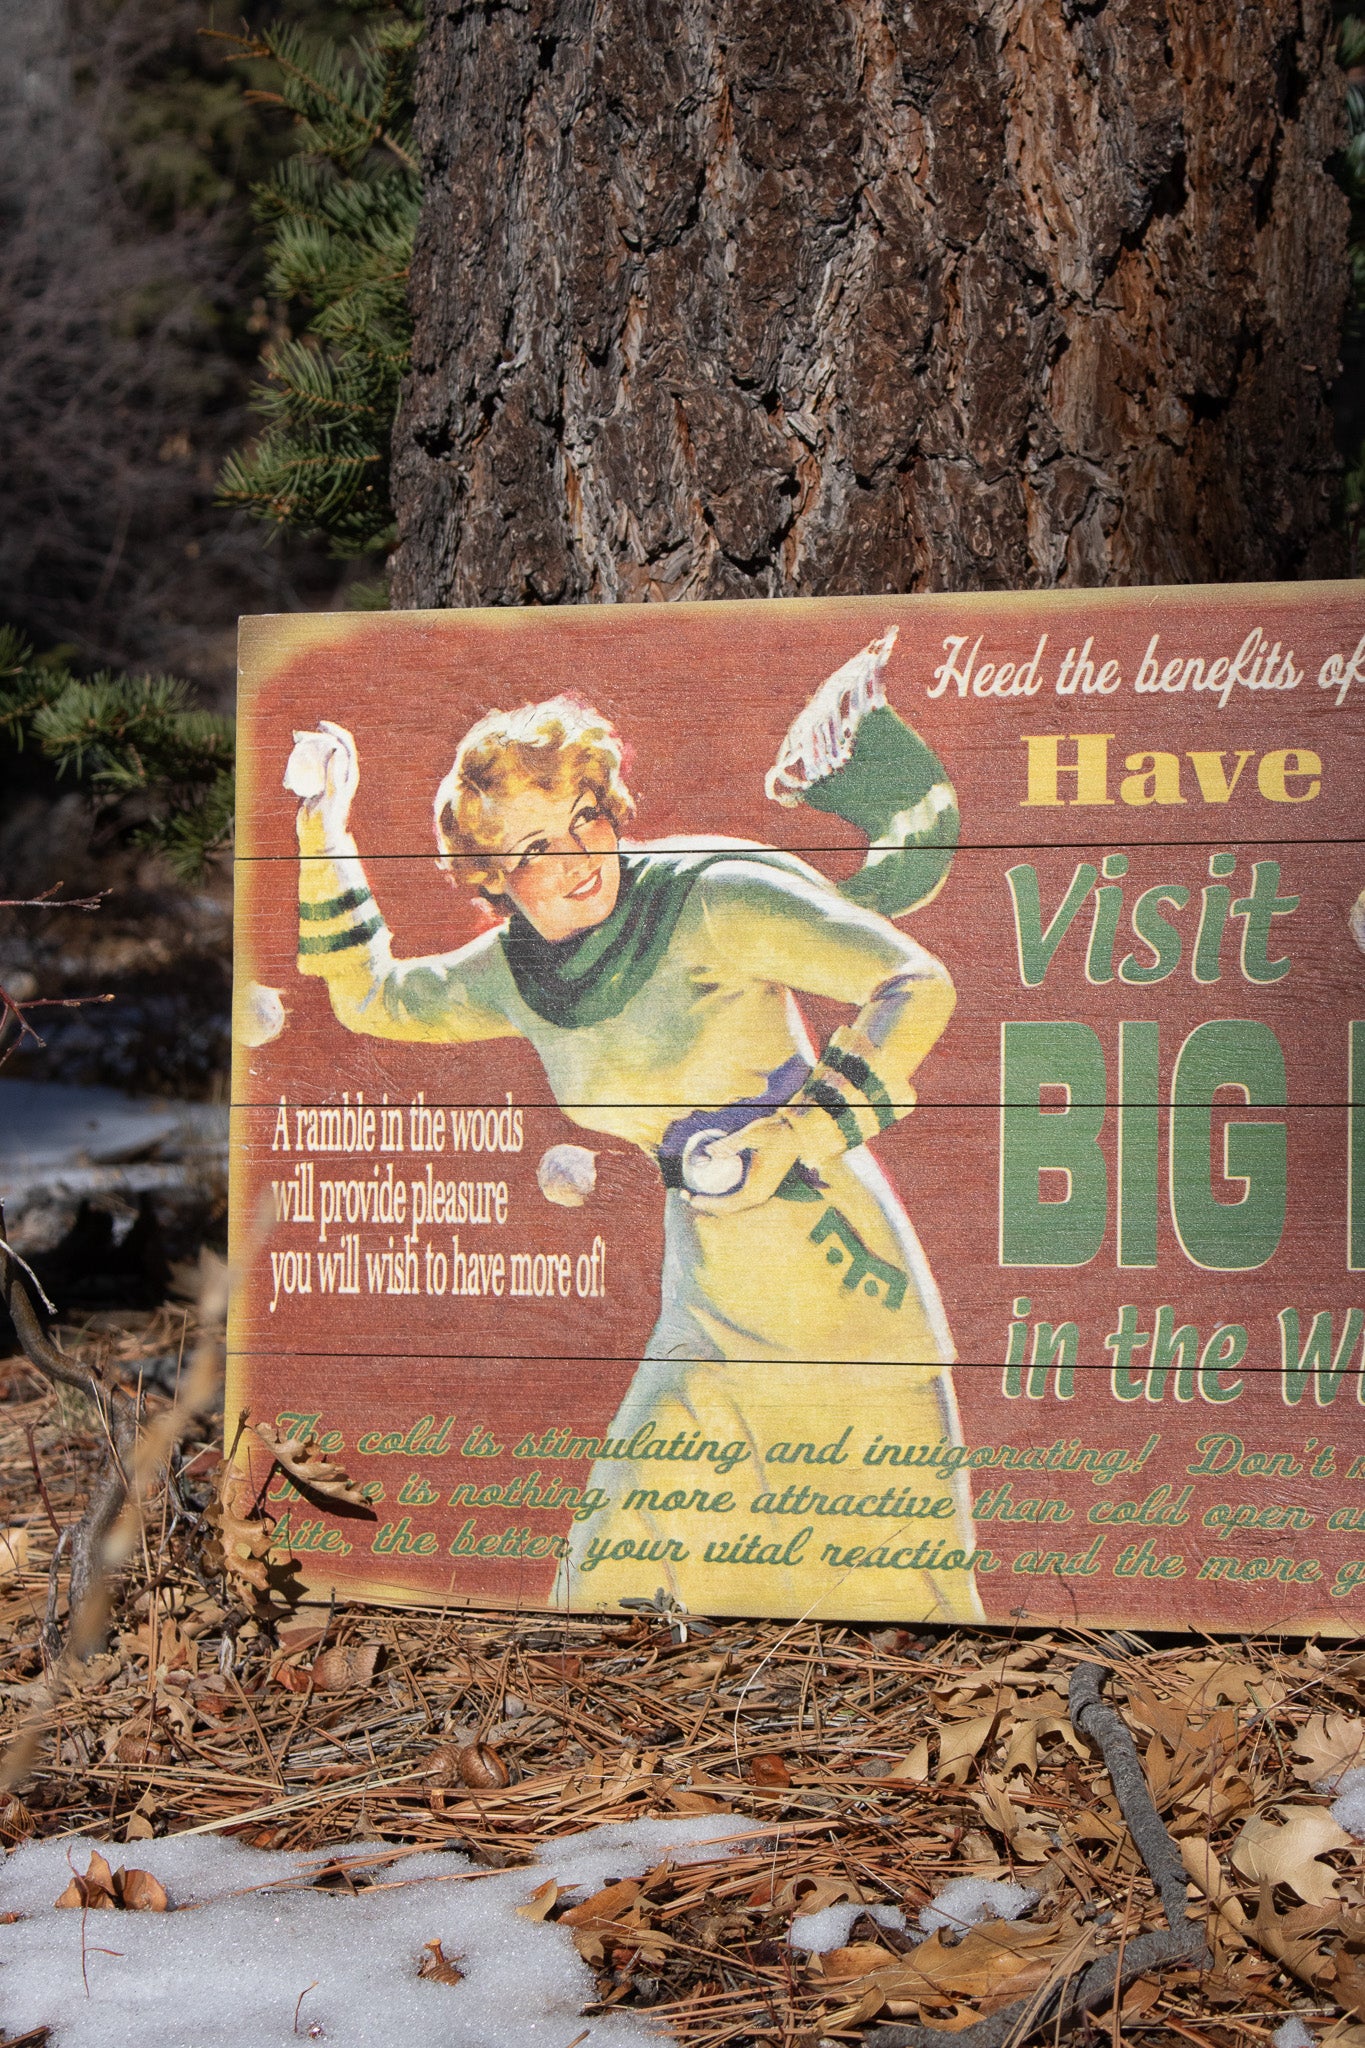 Heed the benefits of
Have
Visit
BIG
in the
A ramble in the woods
will provide pleasure
you will wish to have more of!
The cold is stimulating and invigorating! Don't
is nothing more attractive than cold open
bite, the better your vital reaction and the more